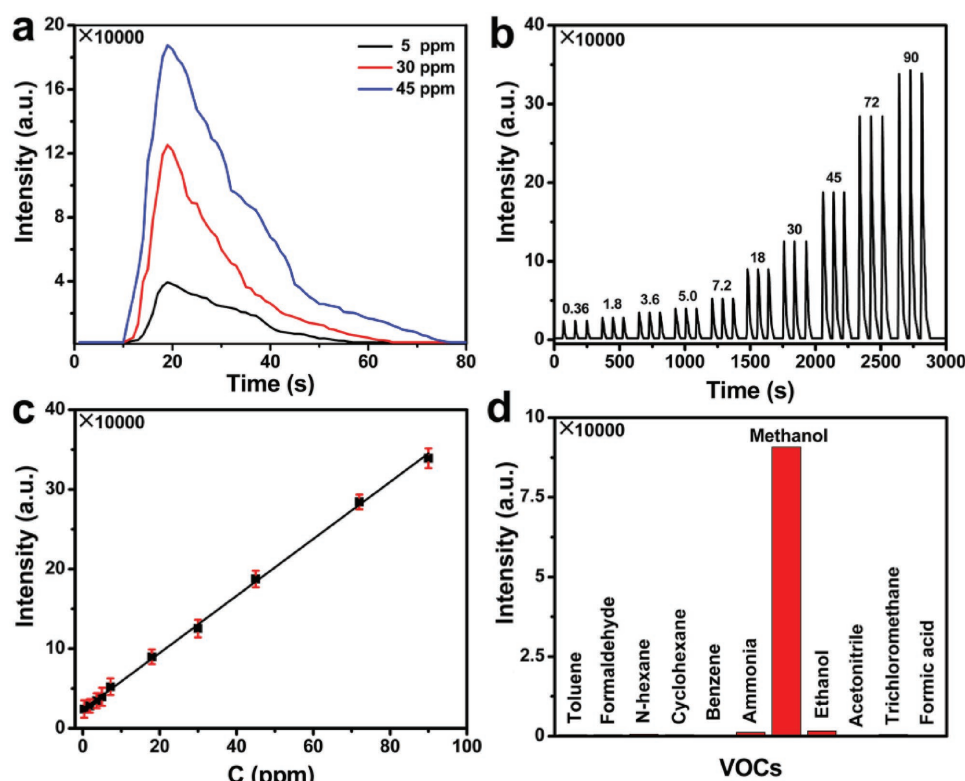 a
×10000
5 ppm
30 ppm
45 ppm
Intensity (a.u.)
20
16
12
8
4
0
20
40
60
80
Time (s)
b
×10000
Intensity (a.u.)
40
30
20
10
0
0.36
1.8
3.6
5.0
7.2
18
30
45
72
90
0
500
1000
1500
2000
2500
3000
Time (s)
c
×10000
Intensity (a.u.)
40
30
20
10
0
0
20
40
60
80
100
C (ppm)
d
×10000
Intensity (a.u.)
10
7.5
5
2.5
0
Toluene
Formaldehyde
N-hexane
Cyclohexane
Benzene
Ammonia
Methanol
Ethanol
Acetonitrile
Trichloromethane
Formic acid
VOCs